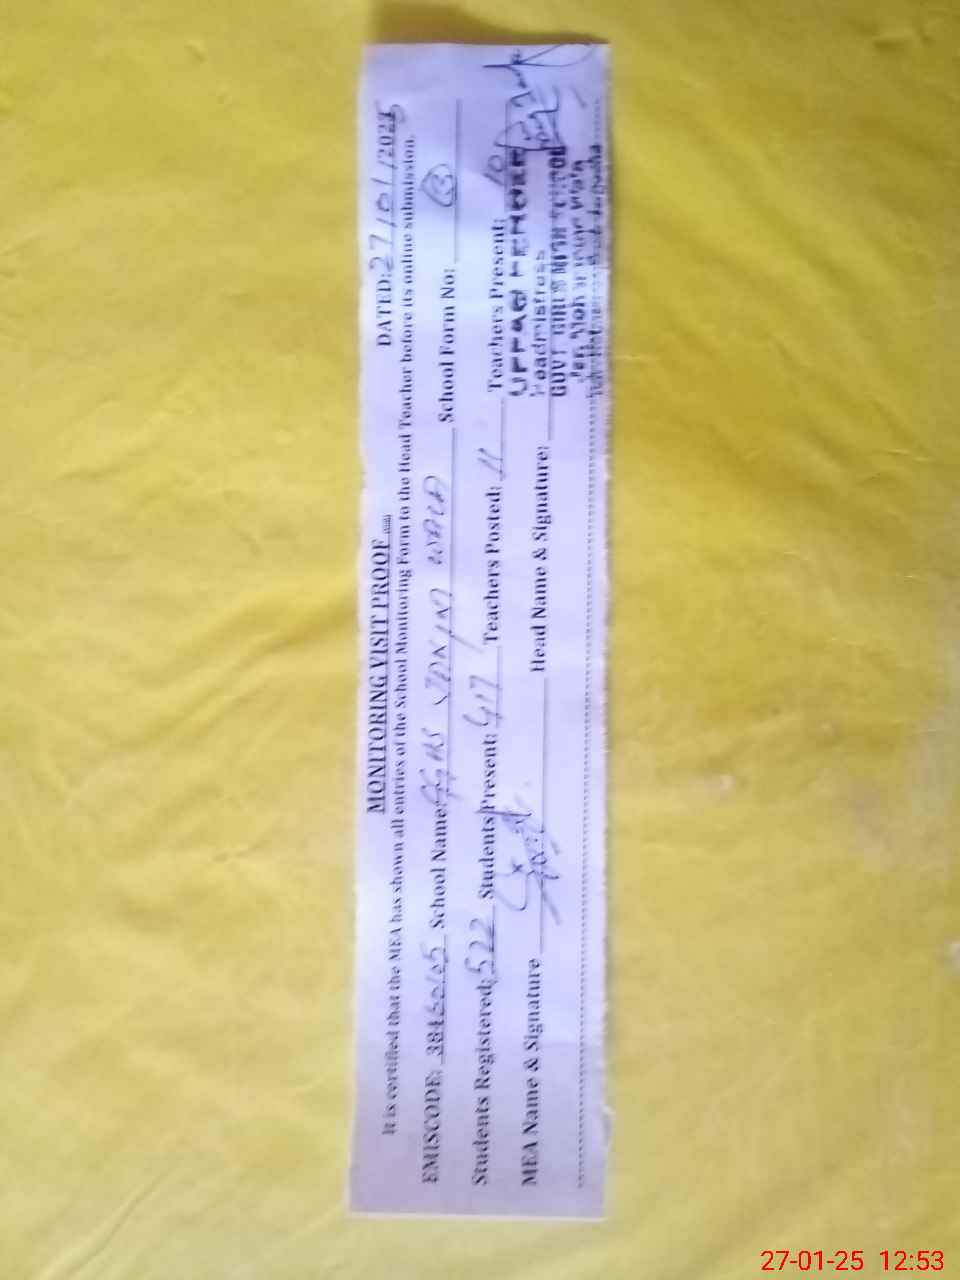 MONITORING VISIT PROOF
DATED: 27/01/2025
It is certified that the MEA has shown all entries of the School Monitoring Form to the Head Teacher before its online submission.
EMISCODE: School Name: GGHS WALA School Form No:
Students Registered: 522 Students Present: 417 Teachers Posted: 11 Teachers Present: 10
MEA Name & Signature Head Name & Signature:
Headmistress
GOVT GIRLS HIGH SCHOOL
27-01-25 12:53